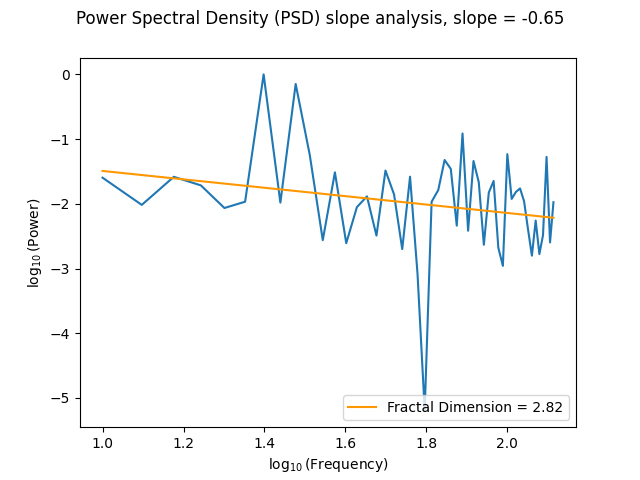 Power Spectral Density (PSD) slope analysis, slope = -0.65
0
−1
−2
−3
−4
−5
log₁₀(Power)
Fractal Dimension = 2.82
1.0 1.2 1.4 1.6 1.8 2.0
log₁₀(Frequency)